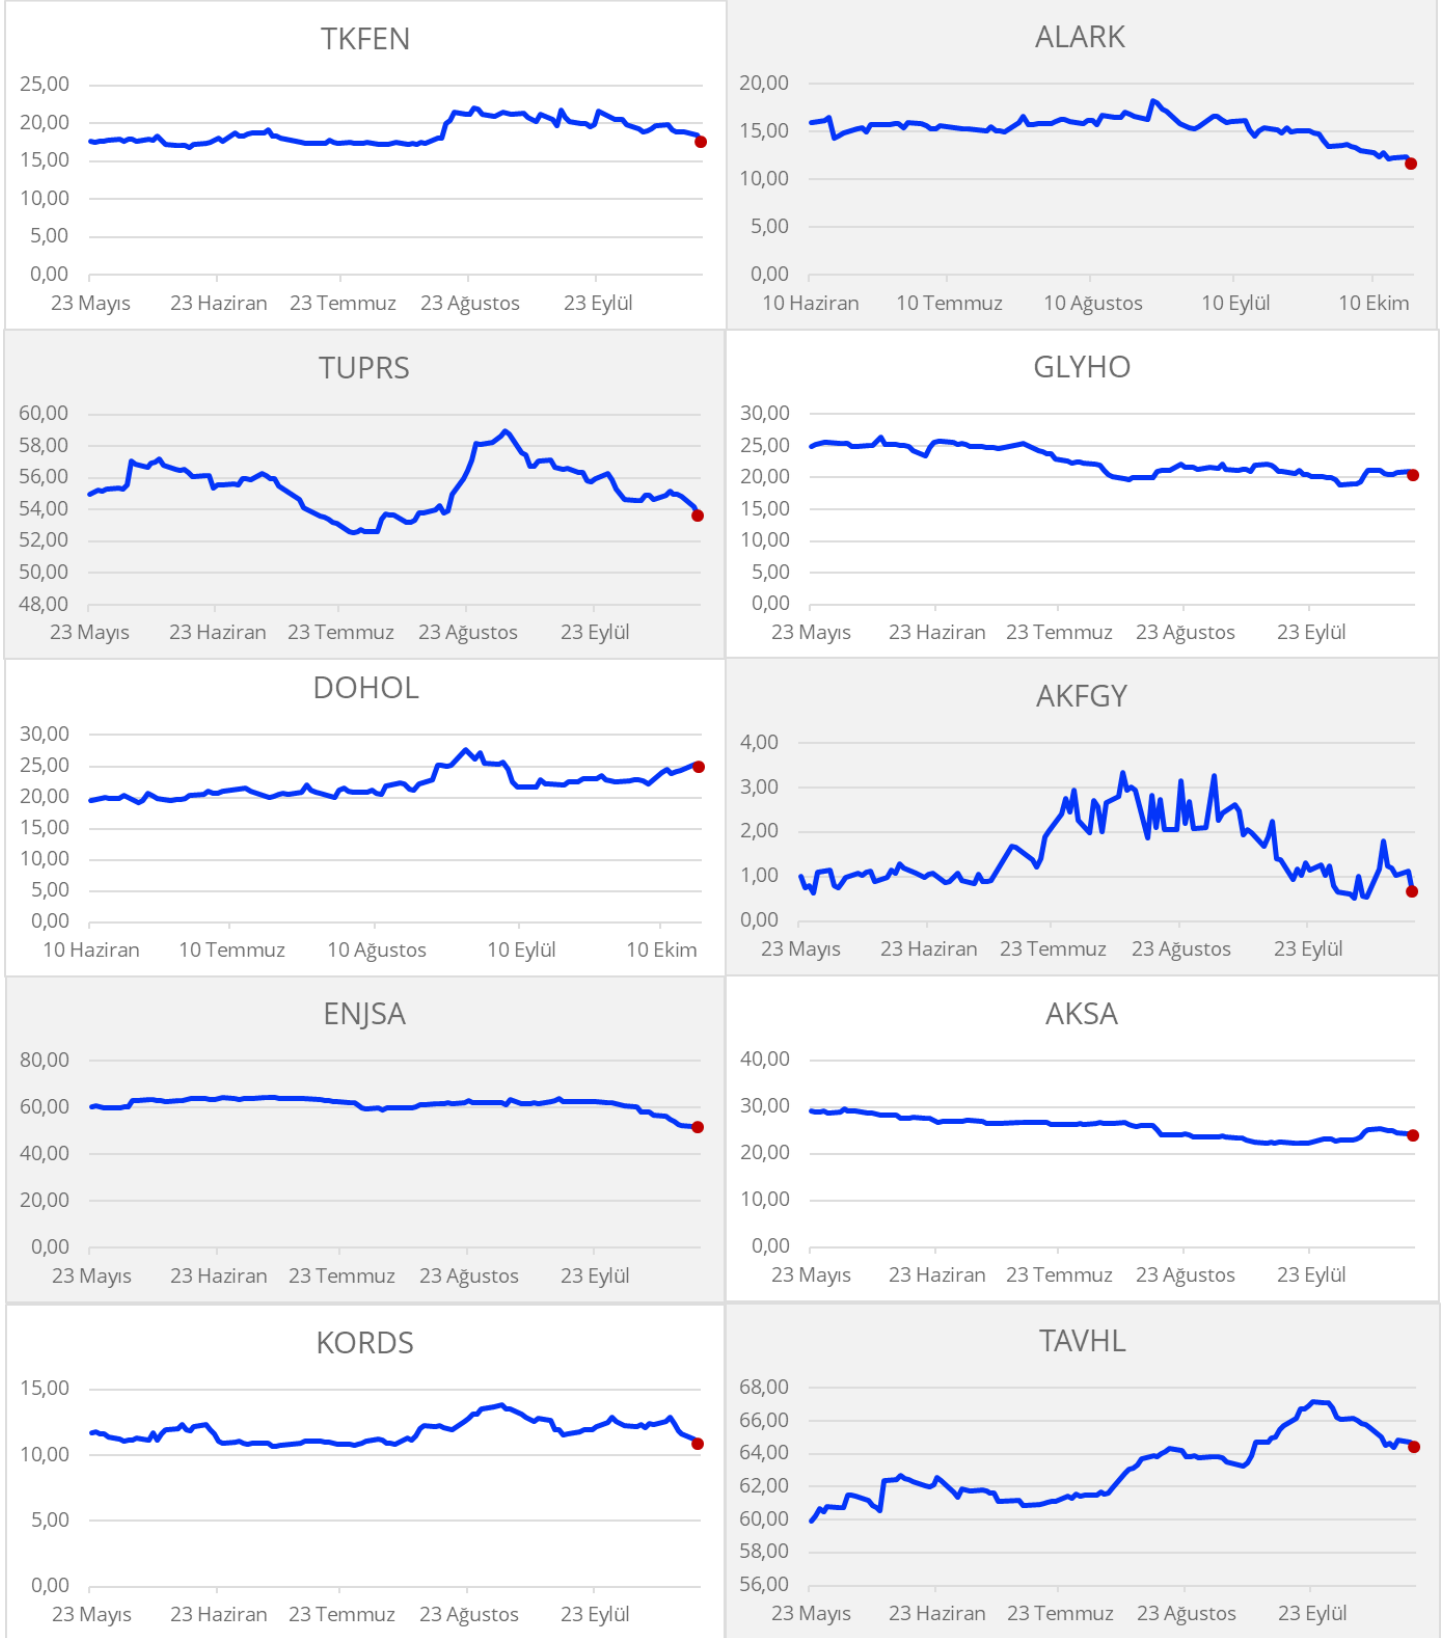 TKFEN
25,00
20,00
15,00
10,00
5,00
0,00
23 Mayıs 23 Haziran 23 Temmuz 23 Ağustos 23 Eylül
ALARK
20,00
15,00
10,00
5,00
0,00
10 Haziran 10 Temmuz 10 Ağustos 10 Eylül 10 Ekim
TUPRS
60,00
58,00
56,00
54,00
52,00
50,00
48,00
23 Mayıs 23 Haziran 23 Temmuz 23 Ağustos 23 Eylül
GLYHO
30,00
25,00
20,00
15,00
10,00
5,00
0,00
23 Mayıs 23 Haziran 23 Temmuz 23 Ağustos 23 Eylül
DOHOL
30,00
25,00
20,00
15,00
10,00
5,00
0,00
10 Haziran 10 Temmuz 10 Ağustos 10 Eylül 10 Ekim
AKFGY
4,00
3,00
2,00
1,00
0,00
23 Mayıs 23 Haziran 23 Temmuz 23 Ağustos 23 Eylül
ENJSA
80,00
60,00
40,00
20,00
0,00
23 Mayıs 23 Haziran 23 Temmuz 23 Ağustos 23 Eylül
AKSA
40,00
30,00
20,00
10,00
0,00
23 Mayıs 23 Haziran 23 Temmuz 23 Ağustos 23 Eylül
KORDS
15,00
10,00
5,00
0,00
23 Mayıs 23 Haziran 23 Temmuz 23 Ağustos 23 Eylül
TAVHL
68,00
66,00
64,00
62,00
60,00
58,00
56,00
23 Mayıs 23 Haziran 23 Temmuz 23 Ağustos 23 Eylül